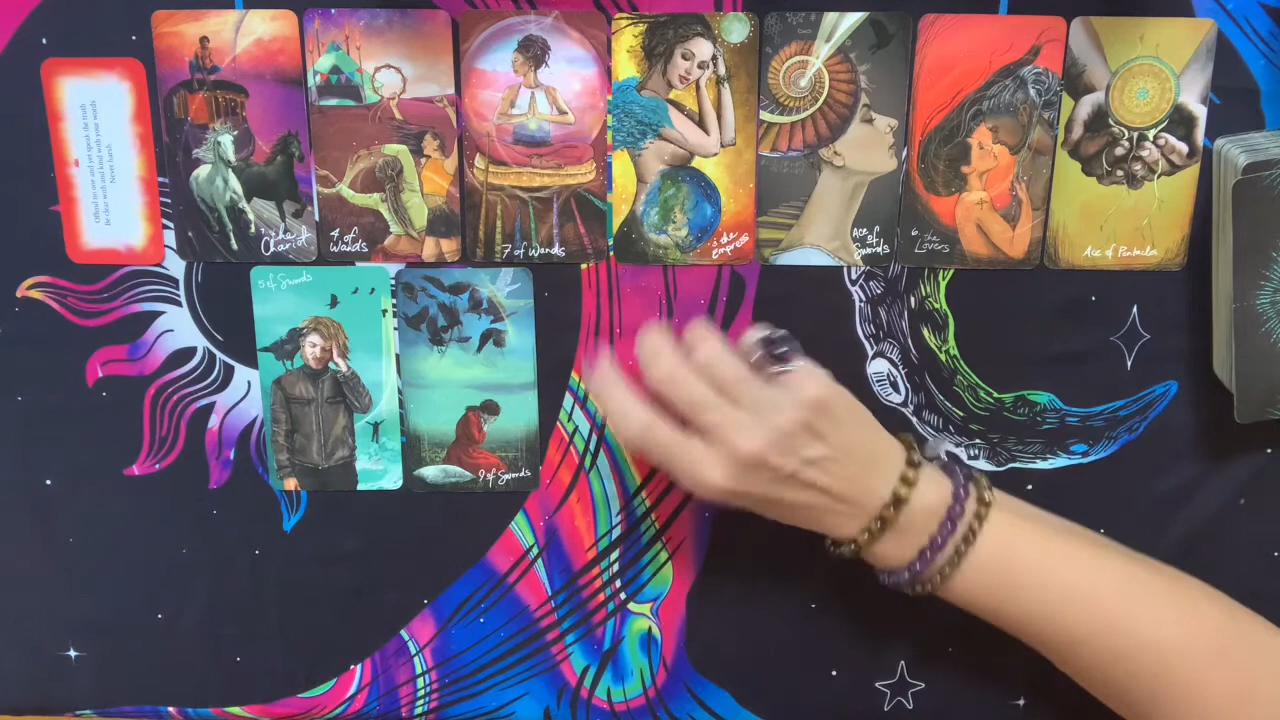 Offend no one and yet speak the truth
Be clear with and kind with your words
Never harsh.
7. the
Chariot
4 of
Wands
7 of Wands
3 the
Empress
Ace
of
Swords
6. the
Lovers
Ace of Pentacles
5 of Swords
9 of Swords